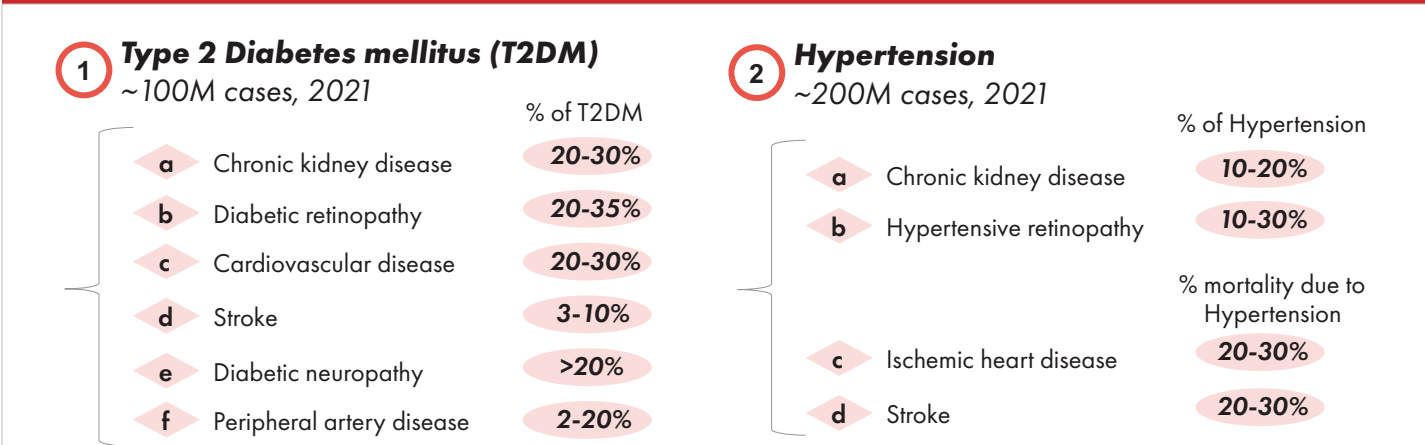 1
Type 2 Diabetes mellitus (T2DM)
~100M cases, 2021
% of T2DM
a Chronic kidney disease 20-30%
b Diabetic retinopathy 20-35%
c Cardiovascular disease 20-30%
d Stroke 3-10%
e Diabetic neuropathy >20%
f Peripheral artery disease 2-20%
2
Hypertension
~200M cases, 2021
% of Hypertension
a Chronic kidney disease 10-20%
b Hypertensive retinopathy 10-30%
% mortality due to
Hypertension
c Ischemic heart disease 20-30%
d Stroke 20-30%